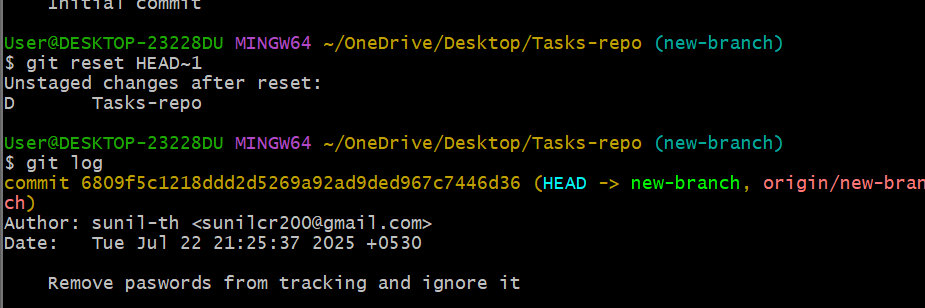 Initial commit
User@DESKTOP-23228DU MINGW64 ~/OneDrive/Desktop/Tasks-repo (new-branch)
$ git reset HEAD~1
Unstaged changes after reset:
D       Tasks-repo
User@DESKTOP-23228DU MINGW64 ~/OneDrive/Desktop/Tasks-repo (new-branch)
$ git log
commit 6809f5c1218ddd2d5269a92ad9ded967c7446d36 (HEAD -> new-branch, origin/new-bran
ch)
Author: sunil-th <sunilcr200@gmail.com>
Date:   Tue Jul 22 21:25:37 2025 +0530
    Remove paswords from tracking and ignore it